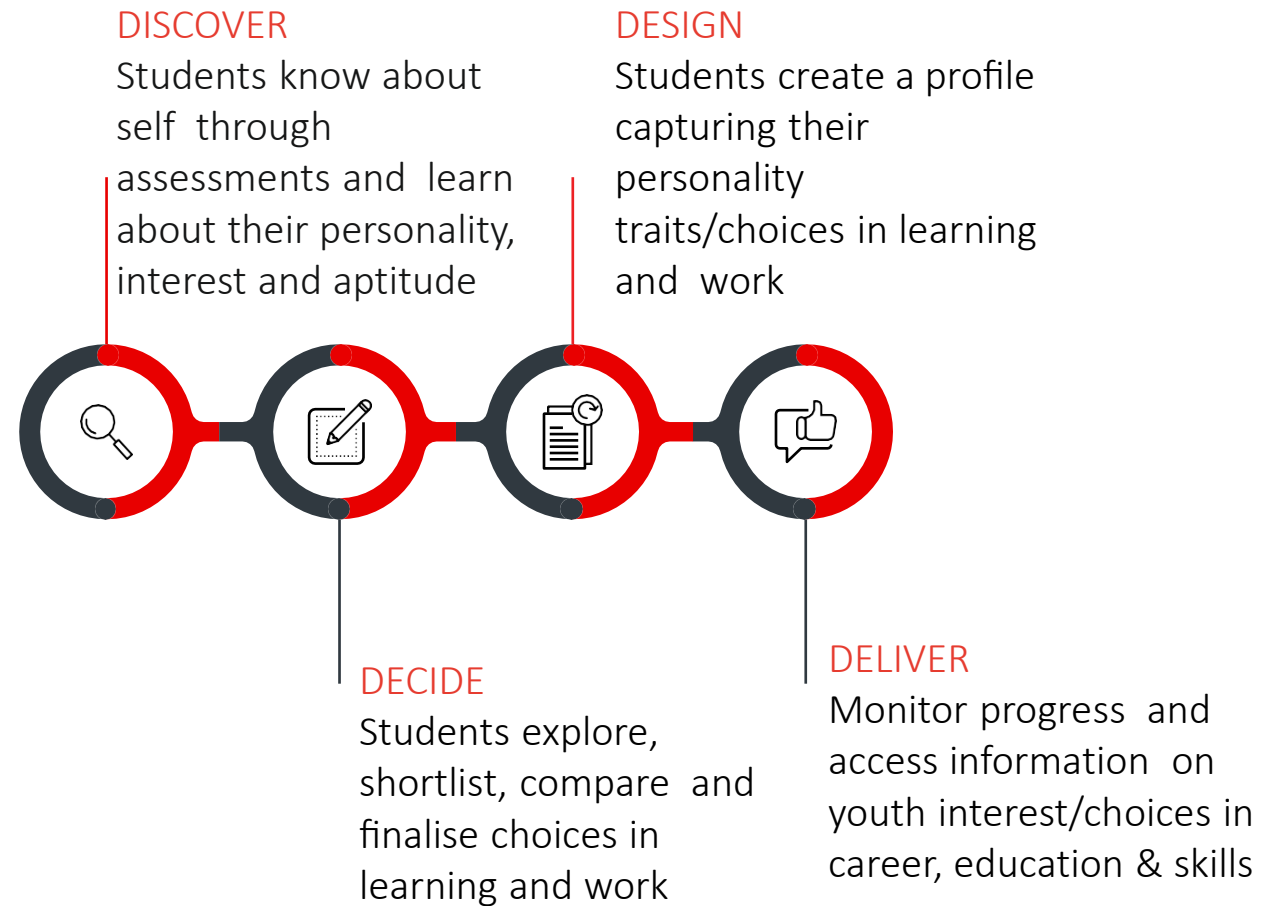 DISCOVER
Students know about
self through
assessments and learn
about their personality,
interest and aptitude
DECIDE
Students explore,
shortlist, compare and
finalise choices in
learning and work
DESIGN
Students create a profile
capturing their
personality
traits/choices in learning
and work
DELIVER
Monitor progress and
access information on
youth interest/choices in
career, education & skills